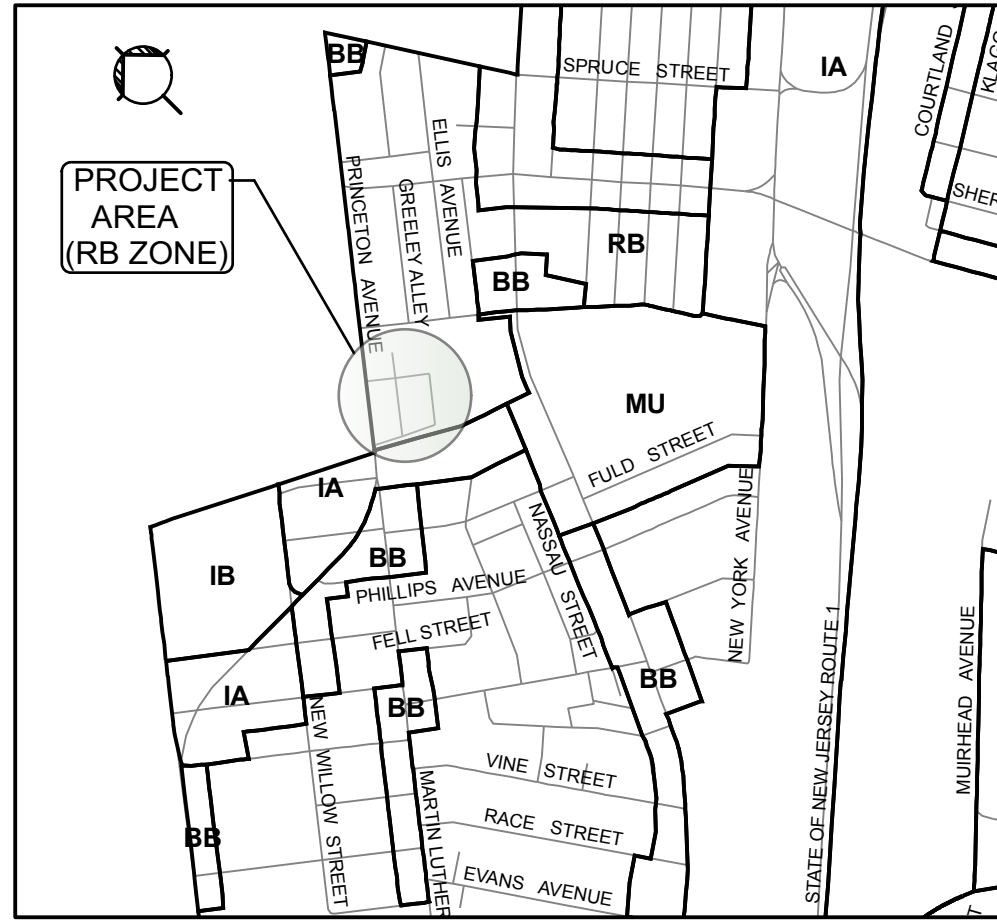 BB
SPRUCE STREET
IA
COURTLAND
PROJECT
AREA
(RB ZONE)
ELLIS AVENUE
PRINCETON AVENUE
GREELEY ALLEY
SHER
RB
BB
MU
FULD STREET
IA
NASSAU STREET
NEW YORK AVENUE
BB
IB
PHILLIPS AVENUE
FELL STREET
STATE OF NEW JERSEY ROUTE 1
MUIRHEAD AVENUE
BB
IA
BB
NEW WILLOW STREET
VINE STREET
MARTIN LUTHER
RACE STREET
BB
EVANS AVENUE
T